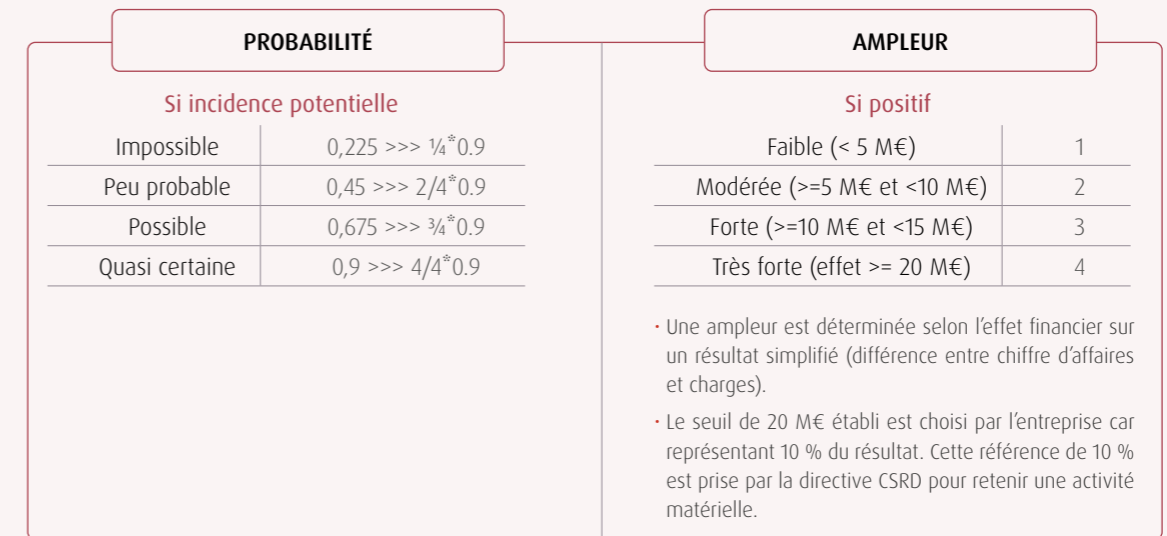 PROBABILITÉ
Si incidence potentielle
Impossible 0,225 >>> ¼*0.9
Peu probable 0,45 >>> 2/4*0.9
Possible 0,675 >>> ¾*0.9
Quasi certaine 0,9 >>> 4/4*0.9
AMPLEUR
Si positif
Faible (< 5 M€) 1
Modérée (>=5 M€ et <10 M€) 2
Forte (>=10 M€ et <15 M€) 3
Très forte (effet >= 20 M€) 4
• Une ampleur est déterminée selon l’effet financier sur
un résultat simplifié (différence entre chiffre d’affaires
et charges).
• Le seuil de 20 M€ établi est choisi par l’entreprise car
représentant 10 % du résultat. Cette référence de 10 %
est prise par la directive CSRD pour retenir une activité
matérielle.